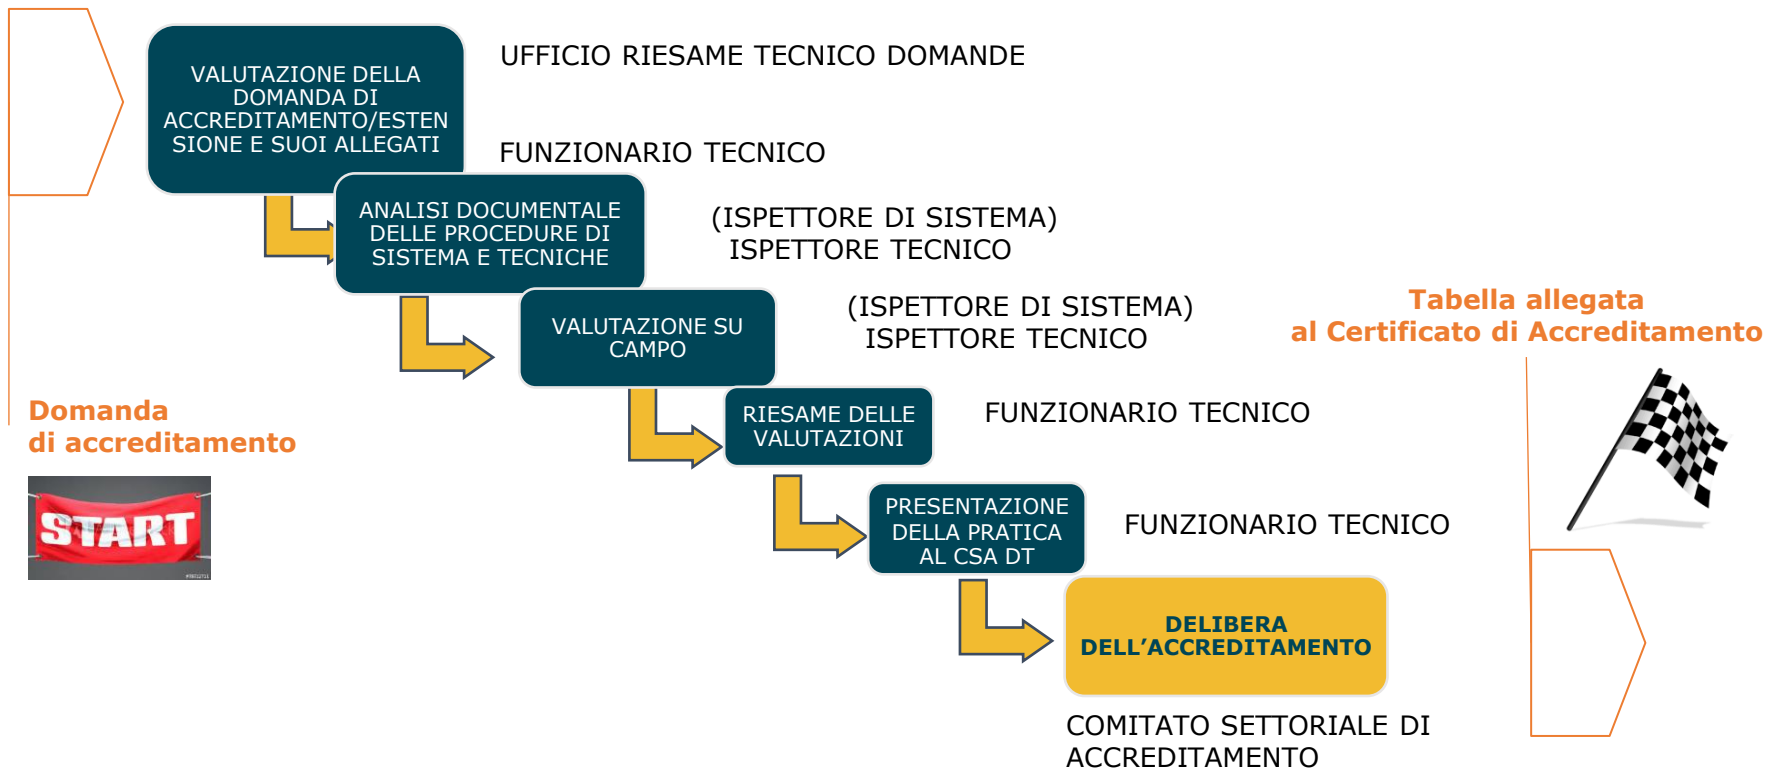 VALUTAZIONE DELLA
DOMANDA DI
ACCREDITAMENTO/ESTEN
SIONE E SUOI ALLEGATI
UFFICIO RIESAME TECNICO DOMANDE
FUNZIONARIO TECNICO
ANALISI DOCUMENTALE
DELLE PROCEDURE DI
SISTEMA E TECNICHE
(ISPETTORE DI SISTEMA)
ISPETTORE TECNICO
VALUTAZIONE SU
CAMPO
(ISPETTORE DI SISTEMA)
ISPETTORE TECNICO
Tabella allegata
al Certificato di Accreditamento
Domanda
di accreditamento
START
RIESAME DELLE
VALUTAZIONI
FUNZIONARIO TECNICO
PRESENTAZIONE
DELLA PRATICA
AL CSA DT
FUNZIONARIO TECNICO
DELIBERA
DELL’ACCREDITAMENTO
COMITATO SETTORIALE DI
ACCREDITAMENTO